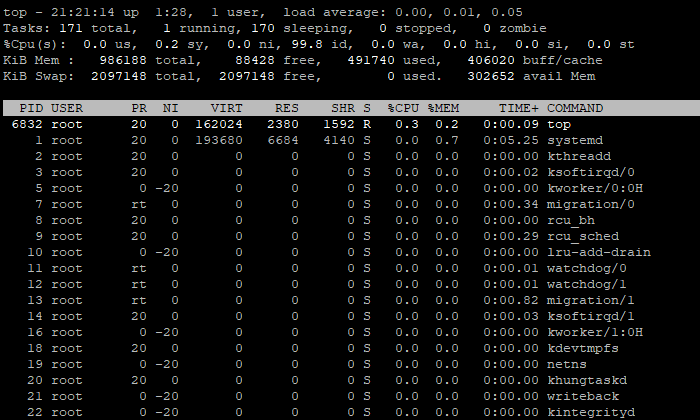 top - 21:21:14 up  1:28,  1 user,  load average: 0.00, 0.01, 0.05
Tasks: 171 total,   1 running, 170 sleeping,   0 stopped,   0 zombie
%Cpu(s):  0.0 us,  0.2 sy,  0.0 ni, 99.8 id,  0.0 wa,  0.0 hi,  0.0 si,  0.0 st
KiB Mem :   986188 total,    88428 free,   491740 used,   406020 buff/cache
KiB Swap:  2097148 total,  2097148 free,        0 used.   302652 avail Mem
  PID USER      PR  NI    VIRT    RES    SHR S  %CPU %MEM     TIME+ COMMAND
 6832 root      20   0  162024   2380   1592 R   0.3  0.2   0:00.09 top
    1 root      20   0  193680   6684   4140 S   0.0  0.7   0:05.25 systemd
    2 root      20   0       0      0      0 S   0.0  0.0   0:00.00 kthreadd
    3 root      20   0       0      0      0 S   0.0  0.0   0:00.02 ksoftirqd/0
    5 root       0 -20       0      0      0 S   0.0  0.0   0:00.00 kworker/0:0H
    7 root      rt   0       0      0      0 S   0.0  0.0   0:00.34 migration/0
    8 root      20   0       0      0      0 S   0.0  0.0   0:00.00 rcu_bh
    9 root      20   0       0      0      0 S   0.0  0.0   0:00.29 rcu_sched
   10 root       0 -20       0      0      0 S   0.0  0.0   0:00.00 lru-add-drain
   11 root      rt   0       0      0      0 S   0.0  0.0   0:00.01 watchdog/0
   12 root      rt   0       0      0      0 S   0.0  0.0   0:00.01 watchdog/1
   13 root      rt   0       0      0      0 S   0.0  0.0   0:00.82 migration/1
   14 root      20   0       0      0      0 S   0.0  0.0   0:00.03 ksoftirqd/1
   16 root       0 -20       0      0      0 S   0.0  0.0   0:00.00 kworker/1:0H
   18 root      20   0       0      0      0 S   0.0  0.0   0:00.00 kdevtmpfs
   19 root       0 -20       0      0      0 S   0.0  0.0   0:00.00 netns
   20 root      20   0       0      0      0 S   0.0  0.0   0:00.00 khungtaskd
   21 root       0 -20       0      0      0 S   0.0  0.0   0:00.00 writeback
   22 root       0 -20       0      0      0 S   0.0  0.0   0:00.00 kintegrityd